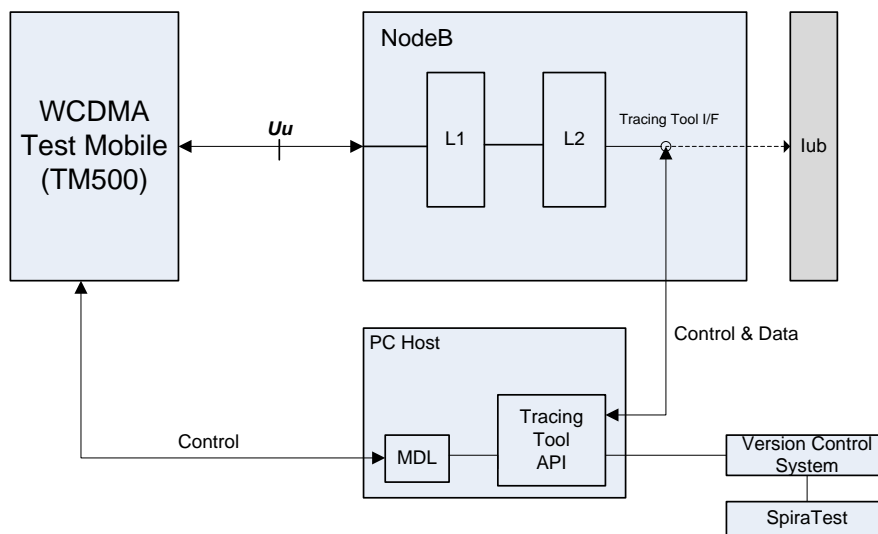 NodeB
WCDMA
Test Mobile
(TM500)
Uu
L1
L2
Tracing Tool I/F
Iub
Control & Data
PC Host
Control
MDL
Tracing
Tool
API
Version Control
System
SpiraTest